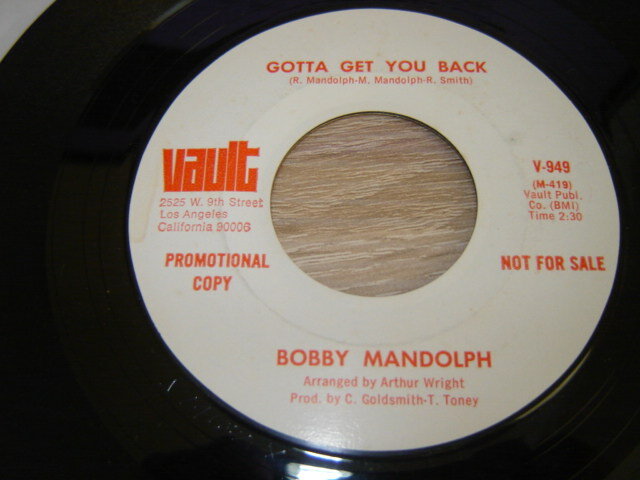 GOTTA GET YOU BACK
(R. Mandolph-M. Mandolph-R. Smith)
vault
2525 W. 9th Street
Los Angeles
California 90006
PROMOTIONAL
COPY
V-949
(M-419)
Vault Publ.
Co. (BMI)
Time 2:30
NOT FOR SALE
BOBBY MANDOLPH
Arranged by Arthur Wright
Prod. by C. Goldsmith-T. Toney